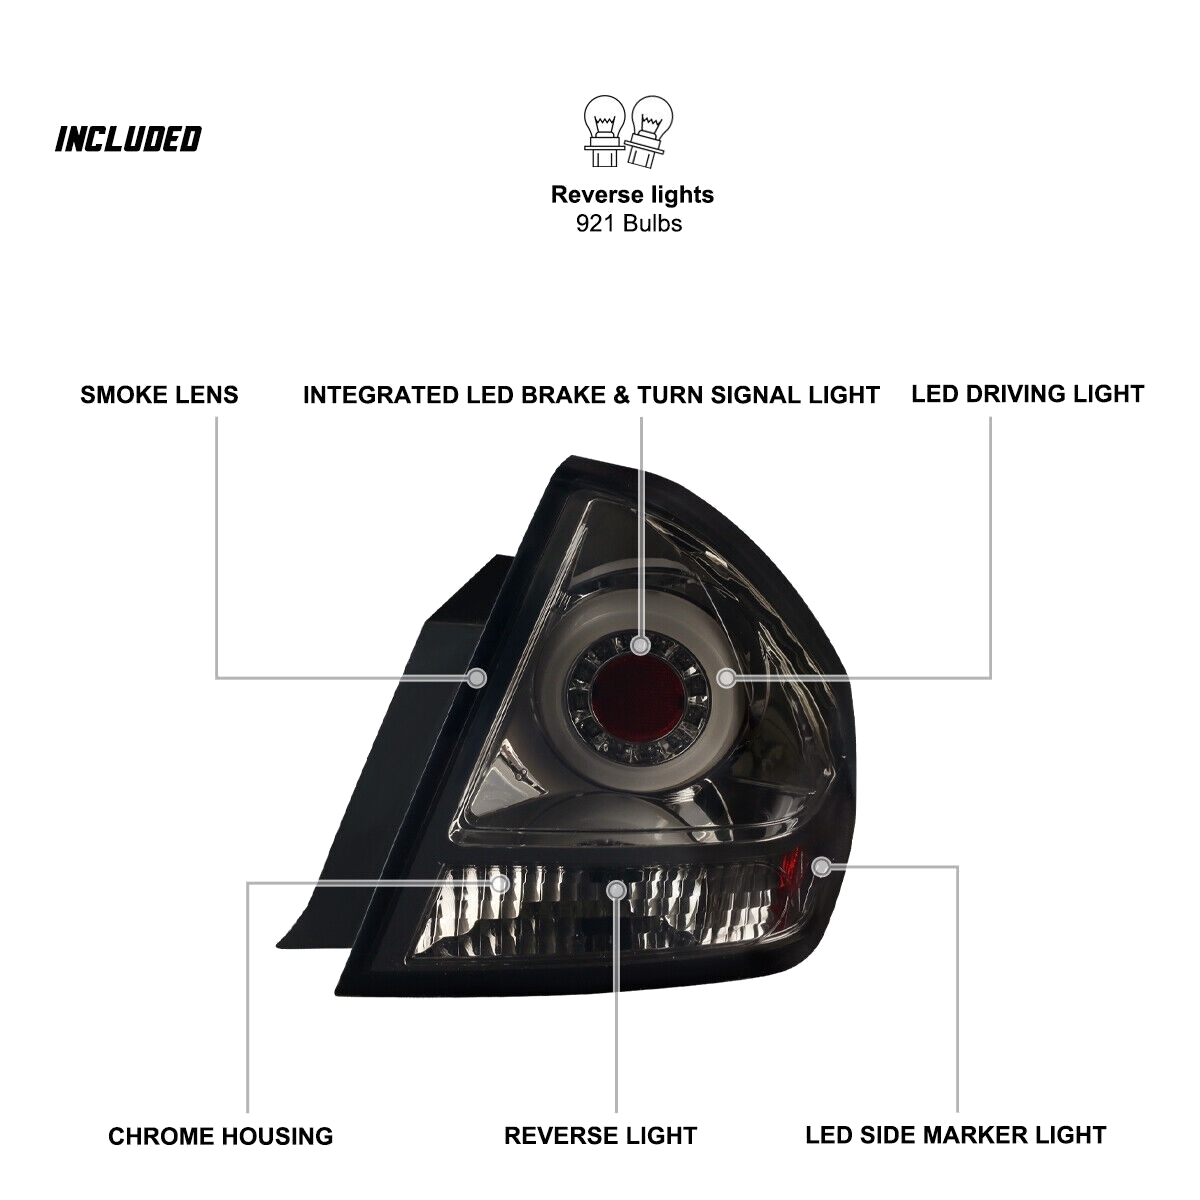 INCLUDED
Reverse lights
921 Bulbs
SMOKE LENS
INTEGRATED LED BRAKE & TURN SIGNAL LIGHT
LED DRIVING LIGHT
CHROME HOUSING
REVERSE LIGHT
LED SIDE MARKER LIGHT